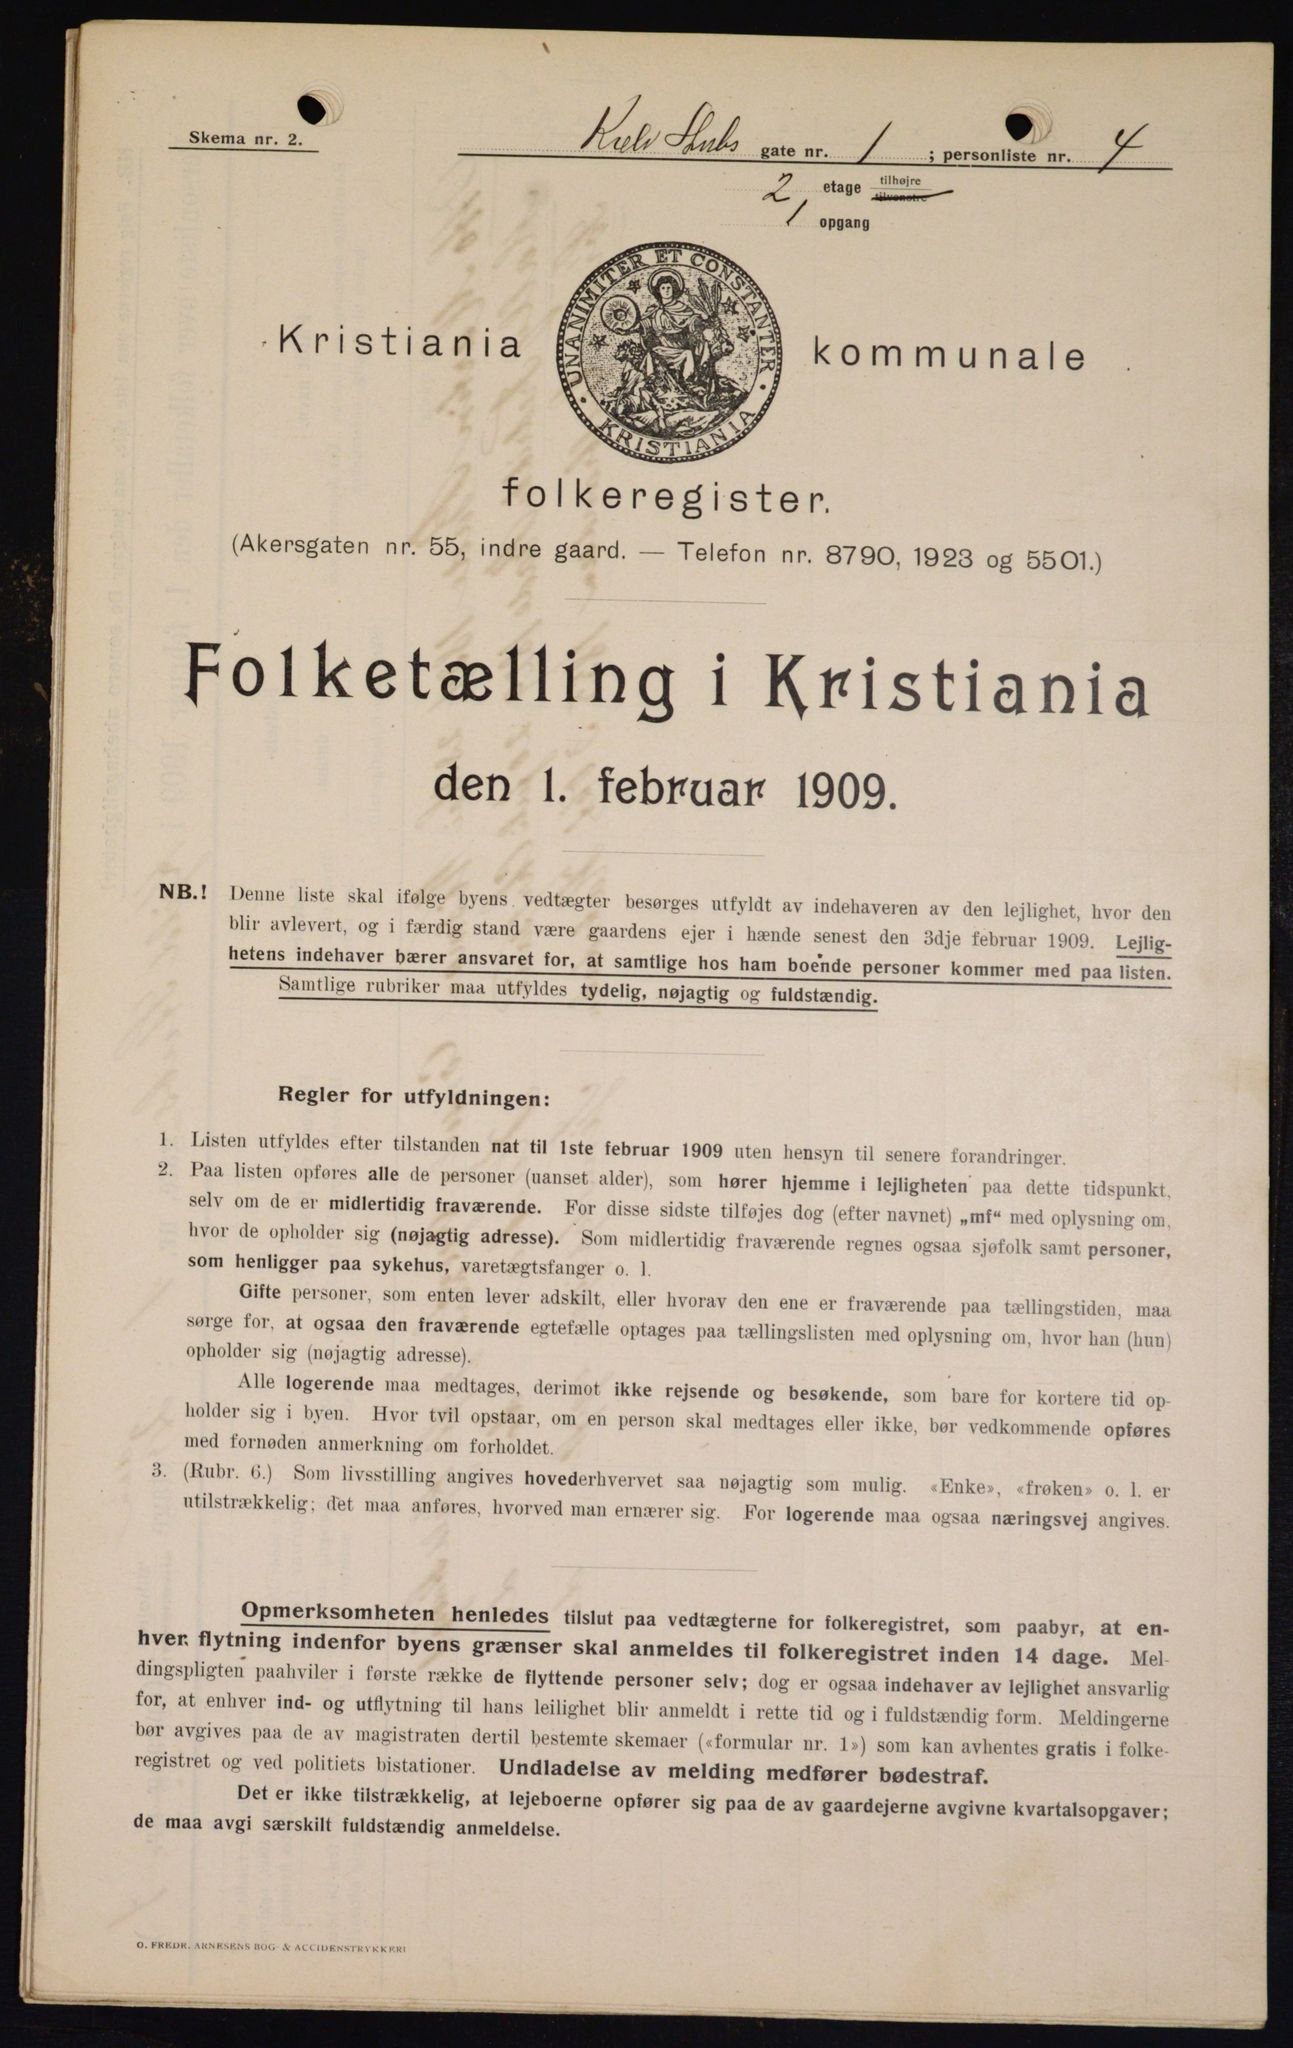 Skema nr. 2.
Kield Stubs gate nr. 1 ; personliste nr. 4
2 etage tilhøjre tilvenstre
1 opgang
UNANIMITER ET CONSTANTER
KRISTIANIA
Kristiania kommunale
folkeregister.
(Akersgaten nr. 55, indre gaard. — Telefon nr. 8790, 1923 og 5501.)
Folketælling i Kristiania
den 1. februar 1909.
NB.! Denne liste skal ifølge byens vedtægter besørges utfyldt av indehaveren av den lejlighet, hvor den
blir avlevert, og i færdig stand være gaardens ejer i hænde senest den 3dje februar 1909. Lejlig-
hetens indehaver bærer ansvaret for, at samtlige hos ham boende personer kommer med paa listen.
Samtlige rubriker maa utfyldes tydelig, nøjagtig og fuldstændig.
Regler for utfyldningen:
1. Listen utfyldes efter tilstanden nat til 1ste februar 1909 uten hensyn til senere forandringer.
2. Paa listen opføres alle de personer (uanset alder), som hører hjemme i lejligheten paa dette tidspunkt,
selv om de er midlertidig fraværende. For disse sidste tilføjes dog (efter navnet) „mf“ med oplysning om,
hvor de opholder sig (nøjagtig adresse). Som midlertidig fraværende regnes ogsaa sjøfolk samt personer,
som henligger paa sykehus, varetægtsfanger o. l.
Gifte personer, som enten lever adskilt, eller hvorav den ene er fraværende paa tællingstiden, maa
sørge for, at ogsaa den fraværende egtefælle optages paa tællingslisten med oplysning om, hvor han (hun)
opholder sig (nøjagtig adresse).
Alle logerende maa medtages, derimot ikke rejsende og besøkende, som bare for kortere tid op-
holder sig i byen. Hvor tvil opstaar, om en person skal medtages eller ikke, bør vedkommende opføres
med fornøden anmerkning om forholdet.
3. (Rubr. 6.) Som livsstilling angives hovederhvervet saa nøjagtig som mulig. «Enke», «frøken» o. l. er
utilstrækkelig; det maa anføres, hvorved man ernærer sig. For logerende maa ogsaa næringsvej angives.
Opmerksomheten henledes tilslut paa vedtægterne for folkeregistret, som paabyr, at en-
hver flytning indenfor byens grænser skal anmeldes til folkeregistret inden 14 dage. Mel-
dingspligten paahviler i første række de flyttende personer selv; dog er ogsaa indehaver av lejlighet ansvarlig
for, at enhver ind- og utflytning til hans leilighet blir anmeldt i rette tid og i fuldstændig form. Meldingerne
bør avgives paa de av magistraten dertil bestemte skemaer («formular nr. 1») som kan avhentes gratis i folke-
registret og ved politiets bistationer. Undladelse av melding medfører bødestraf.
Det er ikke tilstrækkelig, at lejeboerne opfører sig paa de av gaardejerne avgivne kvartalsopgaver;
de maa avgi særskilt fuldstændig anmeldelse.
O. FREDR. ARNESENS BOG- & ACCIDENSTRYKKERI